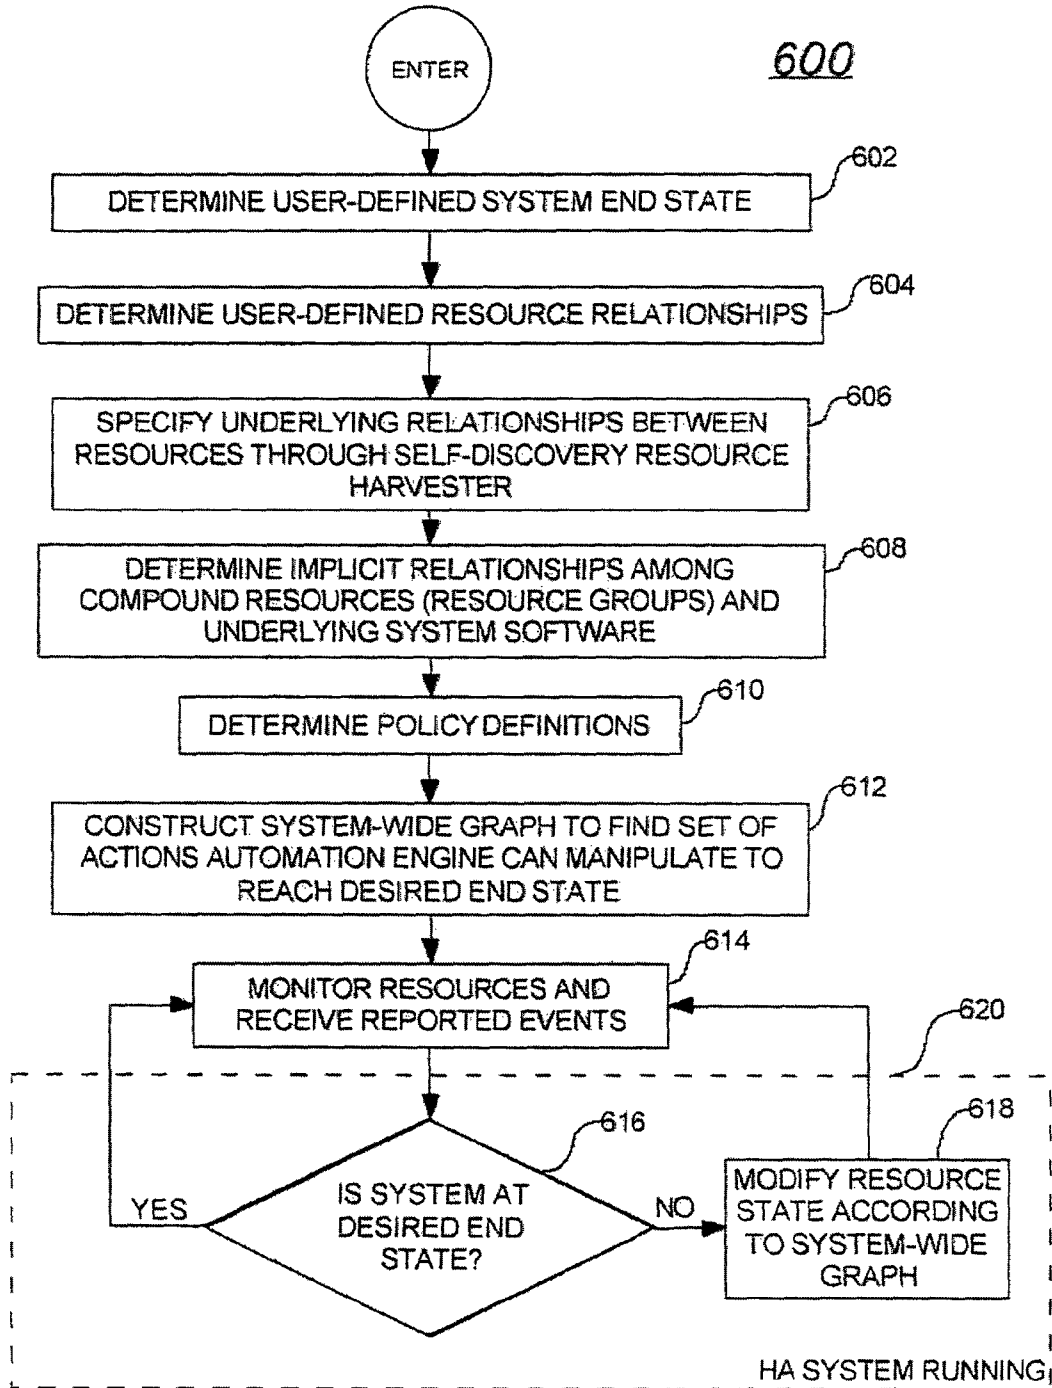 600
ENTER
602
DETERMINE USER-DEFINED SYSTEM END STATE
604
DETERMINE USER-DEFINED RESOURCE RELATIONSHIPS
606
SPECIFY UNDERLYING RELATIONSHIPS BETWEEN
RESOURCES THROUGH SELF-DISCOVERY RESOURCE
HARVESTER
608
DETERMINE IMPLICIT RELATIONSHIPS AMONG
COMPOUND RESOURCES (RESOURCE GROUPS) AND
UNDERLYING SYSTEM SOFTWARE
610
DETERMINE POLICY DEFINITIONS
612
CONSTRUCT SYSTEM-WIDE GRAPH TO FIND SET OF
ACTIONS AUTOMATION ENGINE CAN MANIPULATE TO
REACH DESIRED END STATE
614
MONITOR RESOURCES AND
RECEIVE REPORTED EVENTS
620
616
IS SYSTEM AT
DESIRED END
STATE?
YES
NO
618
MODIFY RESOURCE
STATE ACCORDING
TO SYSTEM-WIDE
GRAPH
HA SYSTEM RUNNING